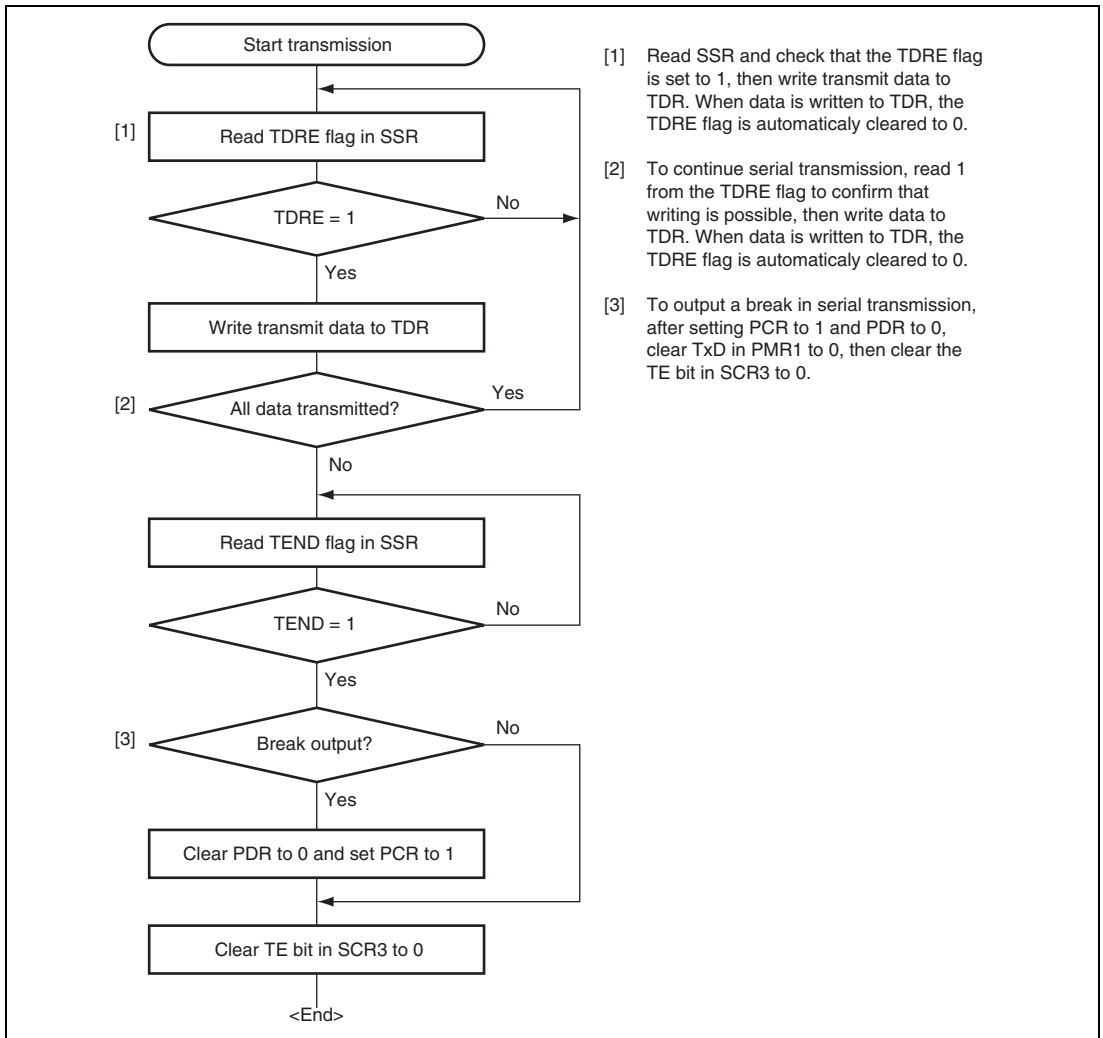 Start transmission
[1]
Read TDRE flag in SSR
TDRE = 1
No
Yes
Write transmit data to TDR
[2]
All data transmitted?
Yes
No
Read TEND flag in SSR
TEND = 1
No
Yes
[3]
Break output?
No
Yes
Clear PDR to 0 and set PCR to 1
Clear TE bit in SCR3 to 0
<End>
[1] Read SSR and check that the TDRE flag
is set to 1, then write transmit data to
TDR. When data is written to TDR, the
TDRE flag is automaticaly cleared to 0.
[2] To continue serial transmission, read 1
from the TDRE flag to confirm that
writing is possible, then write data to
TDR. When data is written to TDR, the
TDRE flag is automaticaly cleared to 0.
[3] To output a break in serial transmission,
after setting PCR to 1 and PDR to 0,
clear TxD in PMR1 to 0, then clear the
TE bit in SCR3 to 0.